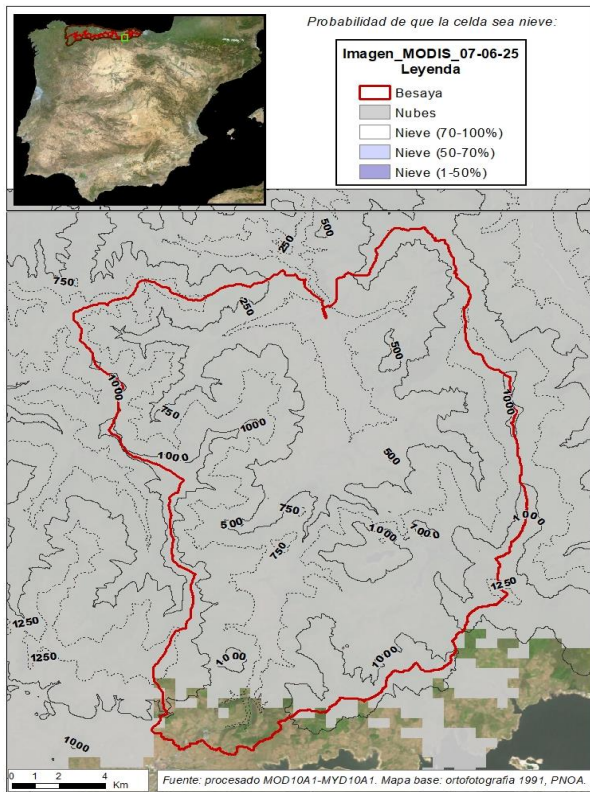 Probabilidad de que la celda sea nieve:
Imagen_MODIS_07-06-25
Leyenda
Besaya
Nubes
Nieve (70-100%)
Nieve (50-70%)
Nieve (1-50%)
500
250
750
250
500
1000
1000
750
1000
1000
500
750
500
1000
1000
1000
750
1250
1250
1250
1000
1000
1000
0 1 2 4
Km
Fuente: procesado MOD10A1-MYD10A1. Mapa base: ortofotografia 1991, PNOA.